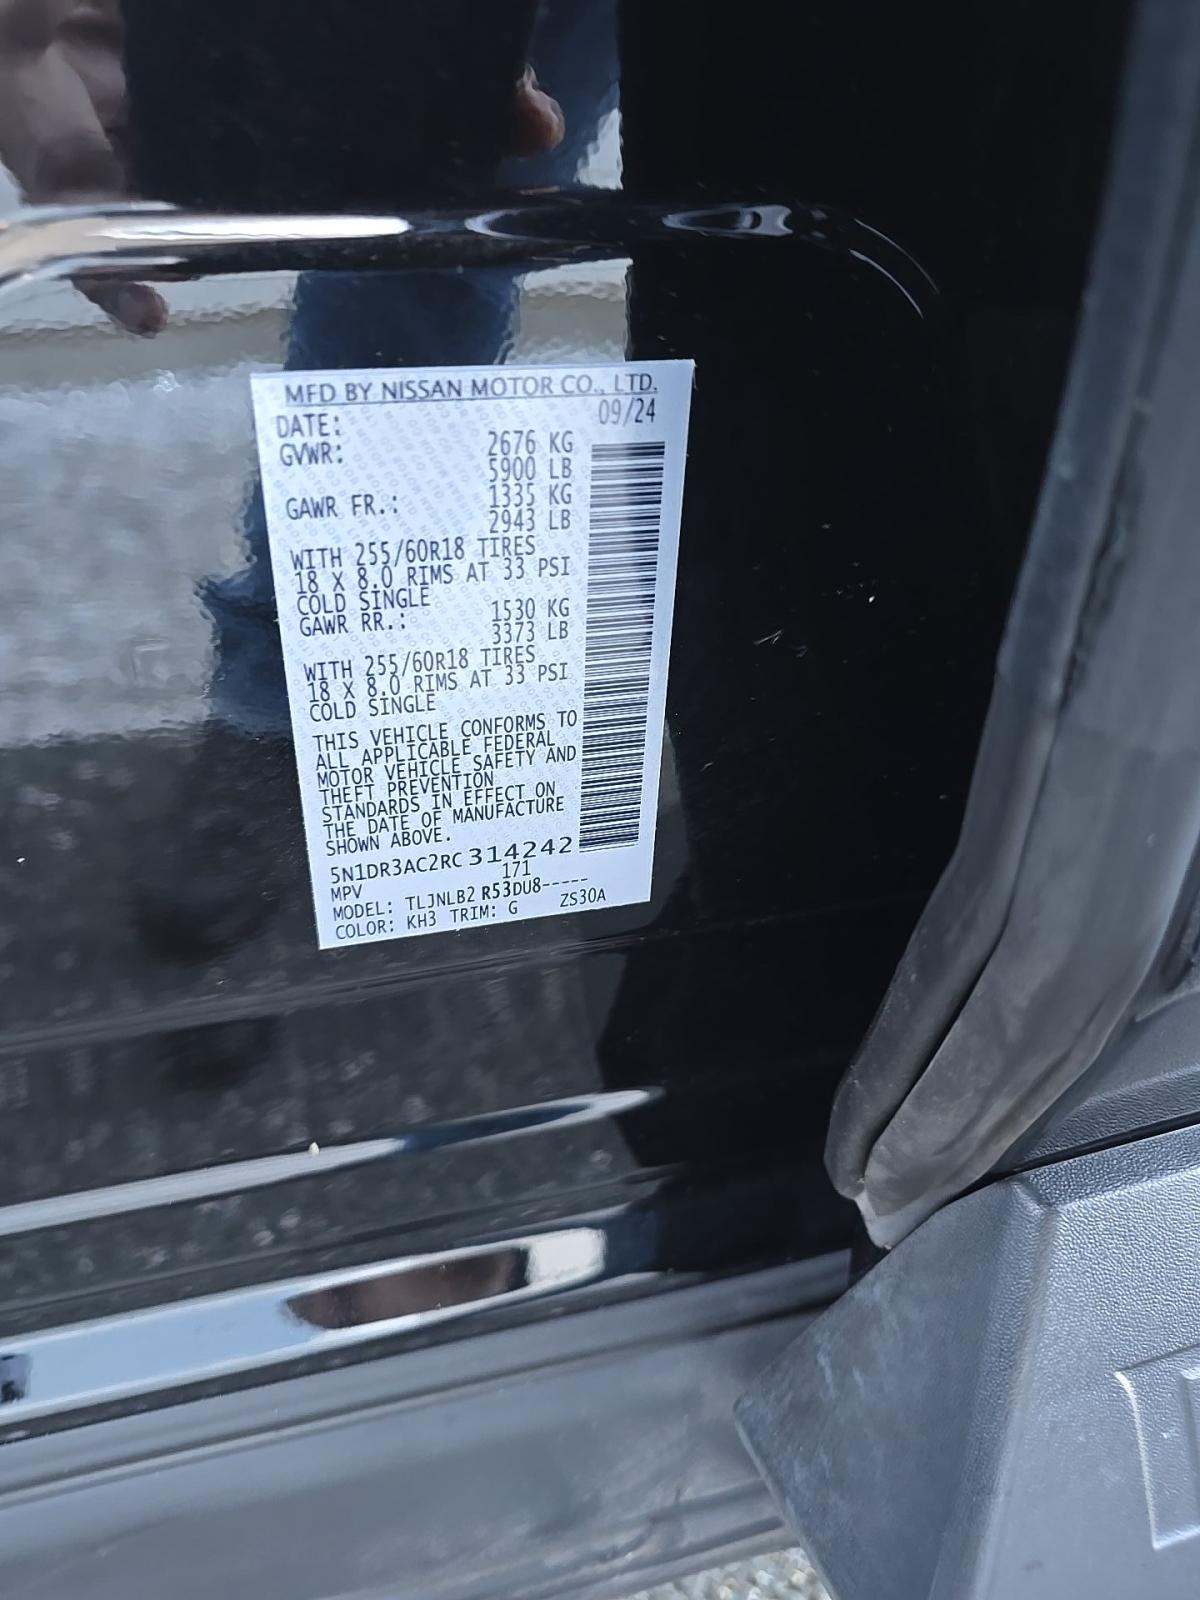 MFD BY NISSAN MOTOR CO., LTD.
DATE: 09/24
GVWR: 2676 KG
5900 LB
GAWR FR.: 1335 KG
2943 LB
WITH 255/60R18 TIRES
18 X 8.0 RIMS AT 33 PSI
COLD SINGLE
GAWR RR.: 1530 KG
3373 LB
WITH 255/60R18 TIRES
18 X 8.0 RIMS AT 33 PSI
COLD SINGLE
THIS VEHICLE CONFORMS TO
ALL APPLICABLE FEDERAL
MOTOR VEHICLE SAFETY AND
THEFT PREVENTION
STANDARDS IN EFFECT ON
THE DATE OF MANUFACTURE
SHOWN ABOVE.
5N1DR3AC2RC314242
MPV 171
MODEL: TLJNLB2 R53DU8-----
COLOR: KH3 TRIM: G ZS30A